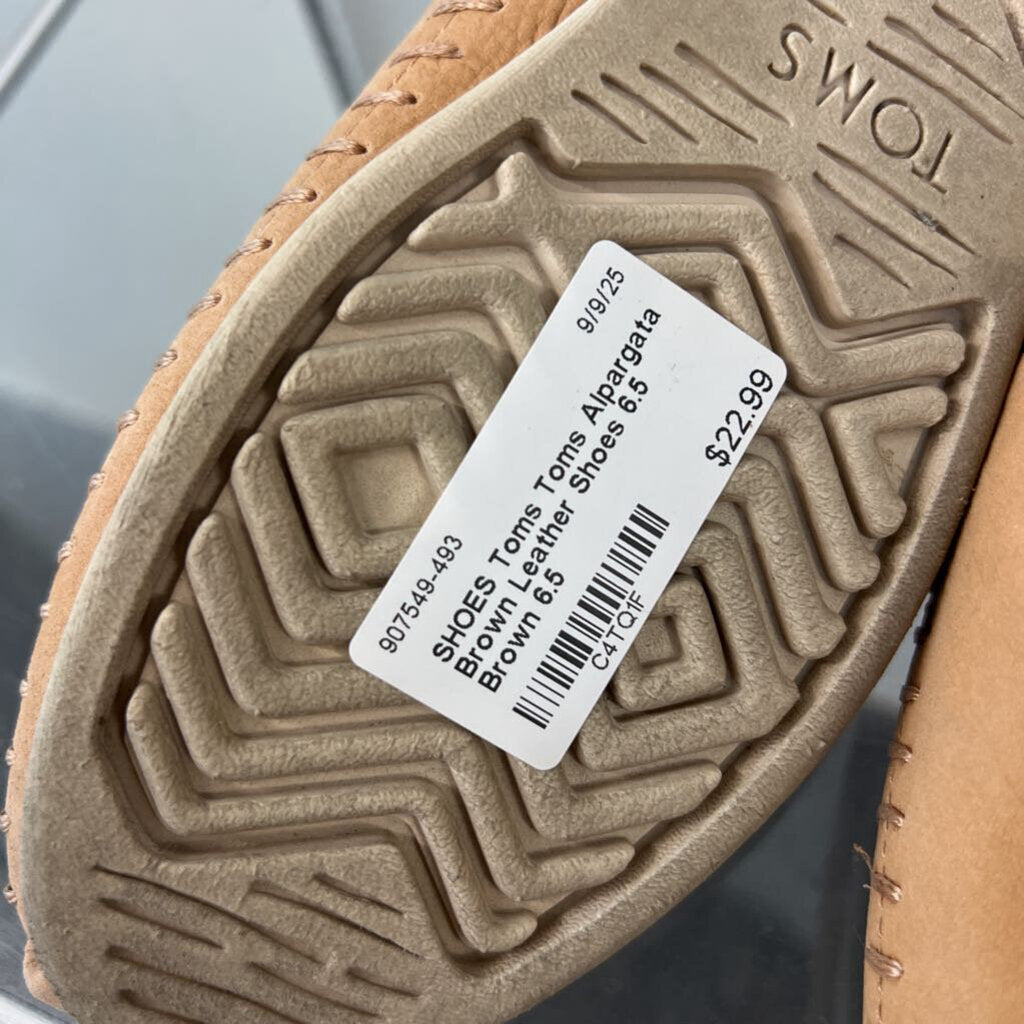 TOMS
9/9/25
907549-493
SHOES Toms Toms Alpargata
Brown Leather Shoes 6.5
Brown 6.5
$22.99
C4TQ1F